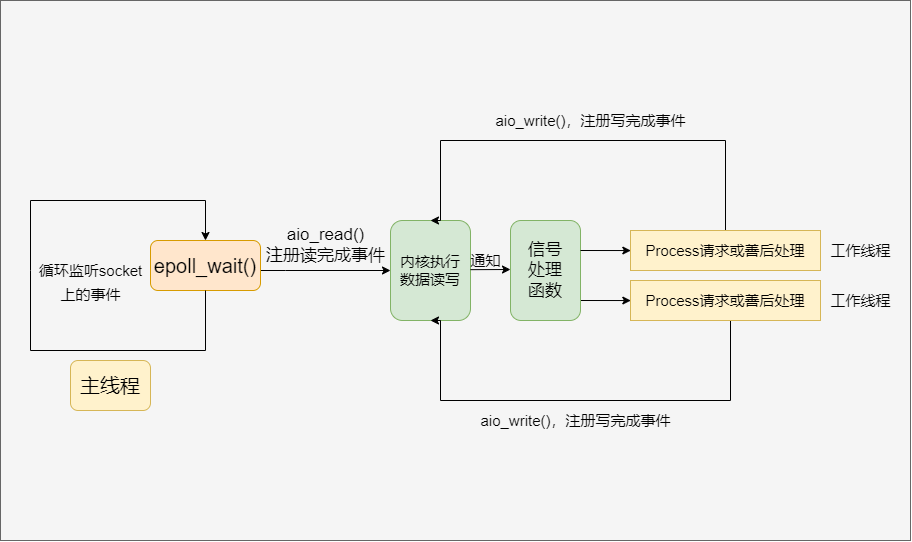 aio_write()，注册写完成事件
循环监听socket
上的事件
epoll_wait()
aio_read()
注册读完成事件
内核执行
数据读写
通知
信号
处理
函数
Process请求或善后处理
工作线程
Process请求或善后处理
工作线程
主线程
aio_write()，注册写完成事件